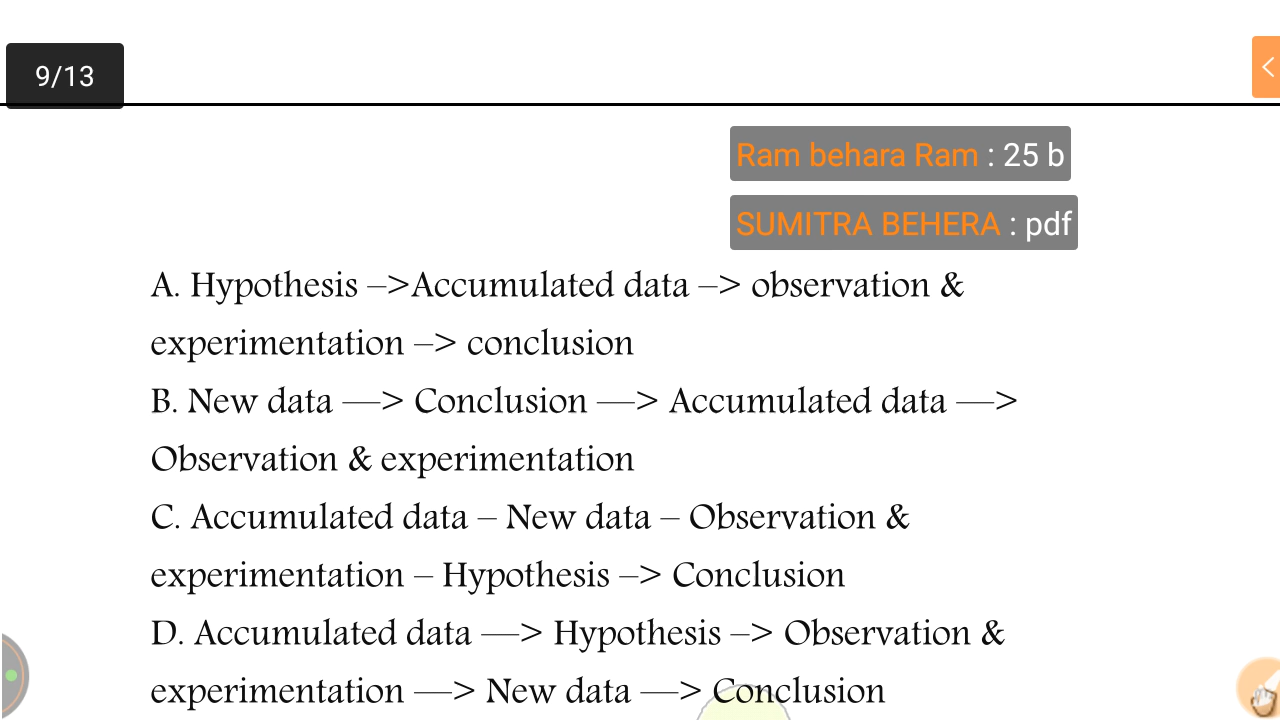 9/13
Ram behara Ram : 25 b
SUMITRA BEHERA : pdf
A. Hypothesis –>Accumulated data –> observation &
experimentation –> conclusion
B. New data —> Conclusion —> Accumulated data —>
Observation & experimentation
C. Accumulated data – New data – Observation &
experimentation – Hypothesis –> Conclusion
D. Accumulated data —> Hypothesis –> Observation &
experimentation —> New data —> Conclusion